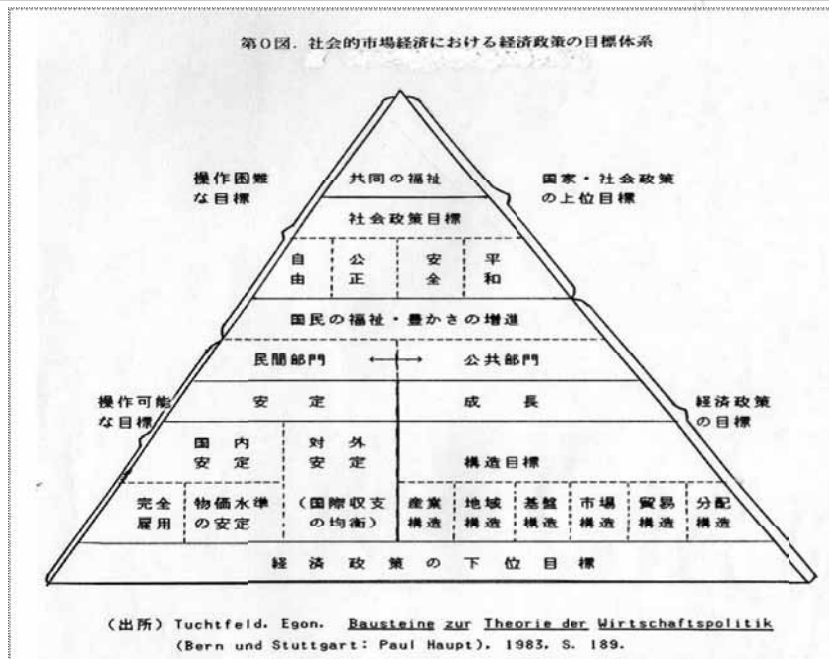 第0図. 社会的市場経済における経済政策の目標体系
操作困難
な目標
共同の福祉
国家・社会政策
の上位目標
社会政策目標
自由
公正
安全
平和
国民の福祉・豊かさの増進
民間部門 ←→ 公共部門
操作可能
な目標
安定
成長
経済政策
の目標
国内
安定
対外
安定
構造目標
完全
雇用
物価水準
の安定
(国際収支
の均衡)
産業
構造
地域
構造
基盤
構造
市場
構造
貿易
構造
分配
構造
経済政策の下位目標
(出所) Tuchtfeld. Egon. Bausteine zur Theorie der Wirtschaftspolitik
(Bern und Stuttgart: Paul Haupt). 1983. S. 189.